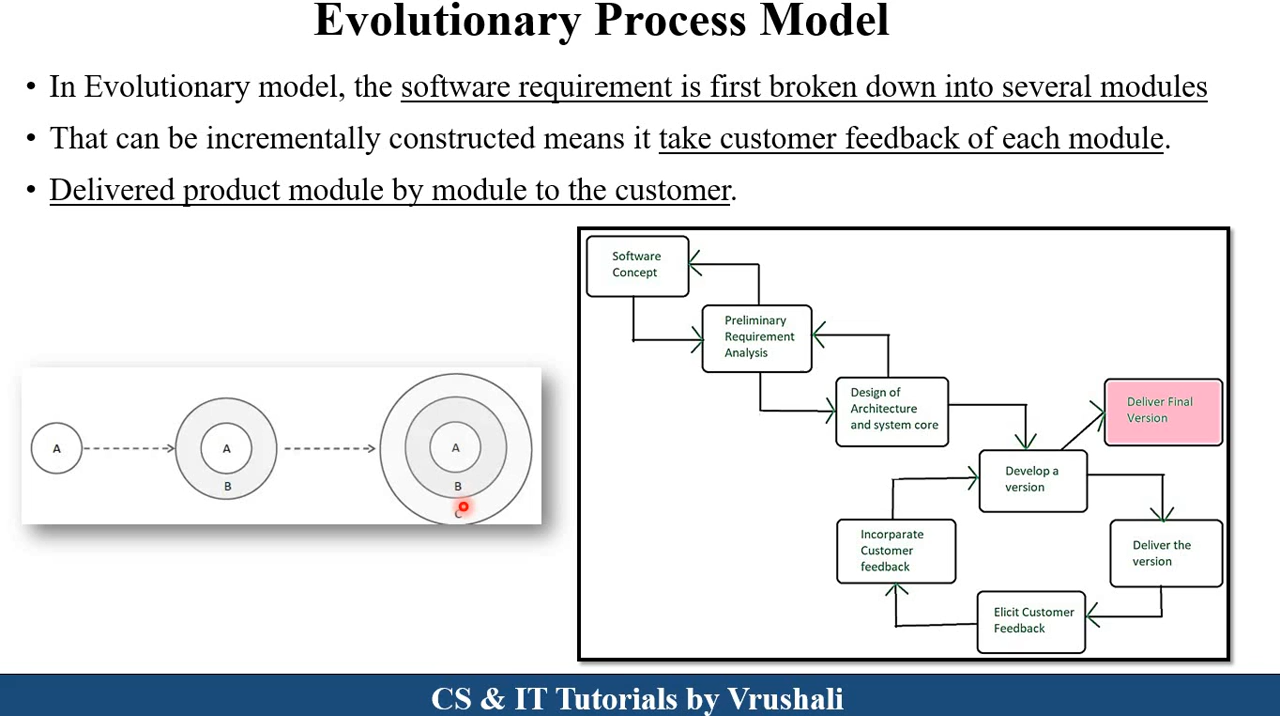 Evolutionary Process Model
• In Evolutionary model, the software requirement is first broken down into several modules
• That can be incrementally constructed means it take customer feedback of each module.
• Delivered product module by module to the customer.
A
A
B
A
B
C
Software
Concept
Preliminary
Requirement
Analysis
Design of
Architecture
and system core
Deliver Final
Version
Develop a
version
Incorparate
Customer
feedback
Deliver the
version
Elicit Customer
Feedback
CS & IT Tutorials by Vrushali